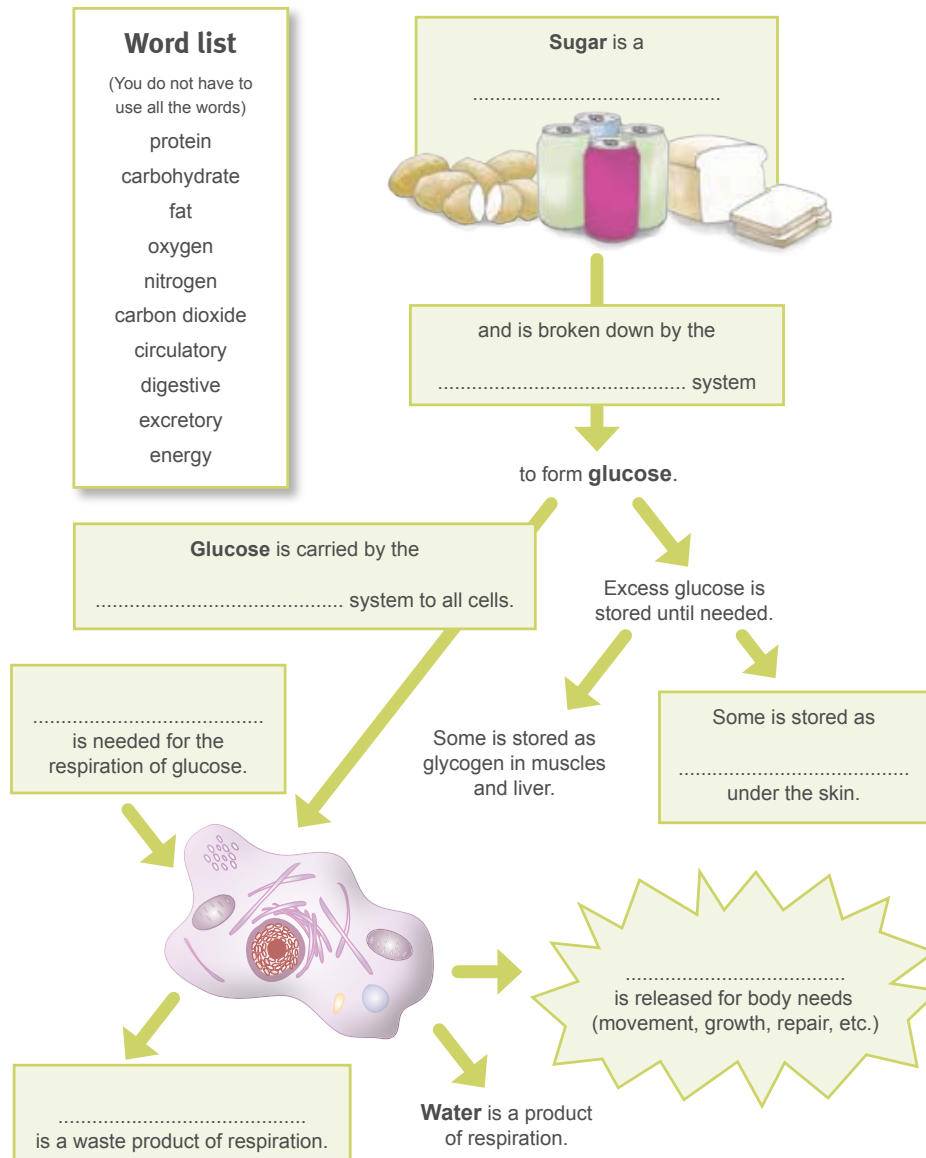 Word list
(You do not have to
use all the words)
protein
carbohydrate
fat
oxygen
nitrogen
carbon dioxide
circulatory
digestive
excretory
energy
Sugar is a
................................................
and is broken down by the
................................................ system
to form glucose.
Glucose is carried by the
................................................ system to all cells.
Excess glucose is
stored until needed.
............................................
is needed for the
respiration of glucose.
Some is stored as
glycogen in muscles
and liver.
Some is stored as
............................................
under the skin.
..........................................
is released for body needs
(movement, growth, repair, etc.)
................................................
is a waste product of respiration.
Water is a product
of respiration.